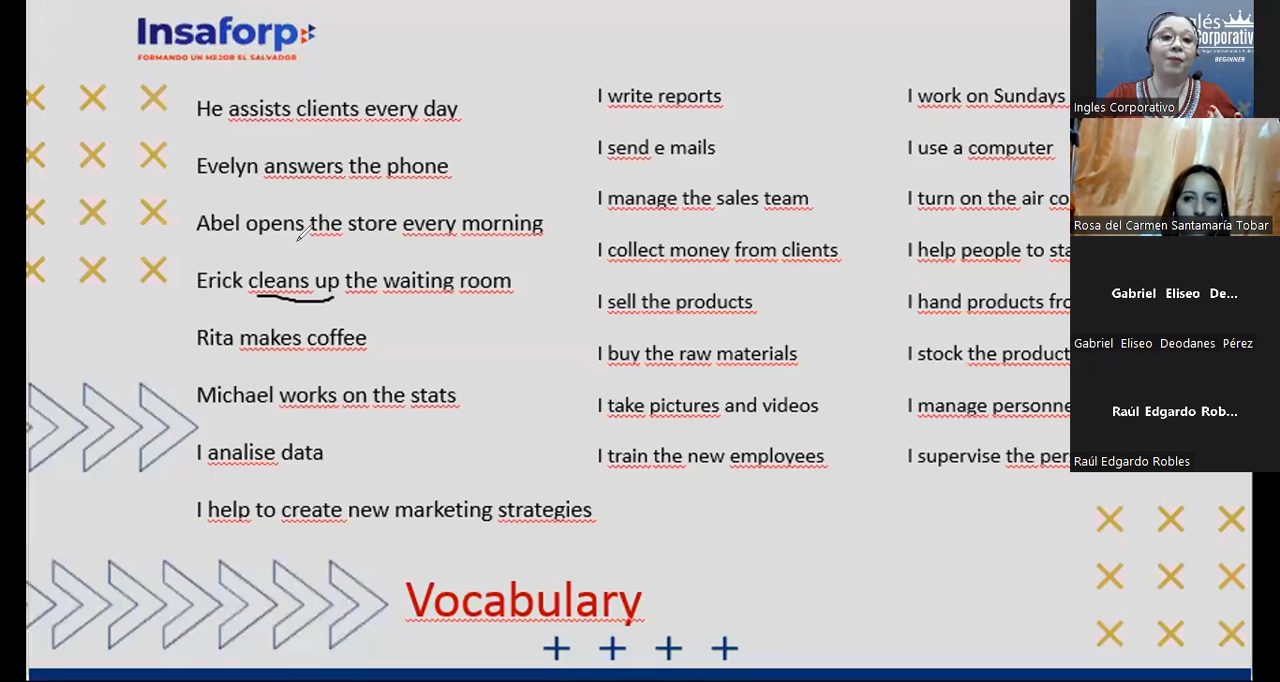 Insaforp
FORMANDO UN MEJOR EL SALVADOR
He assists clients every day
Evelyn answers the phone
Abel opens the store every morning
Erick cleans up the waiting room
Rita makes coffee
Michael works on the stats
I analise data
I help to create new marketing strategies
I write reports
I send e mails
I manage the sales team
I collect money from clients
I sell the products
I buy the raw materials
I take pictures and videos
I train the new employees
I work on Sundays
I use a computer
I turn on the air
I help people to
I hand products
I stock the product
I manage
I supervise the
Vocabulary
BEGINNER
Ingles Corporativo
Rosa del Carmen Santamaría Tobar
Gabriel Eliseo De...
Gabriel Eliseo Deodanes Pérez
Raúl Edgardo Rob...
Raúl Edgardo Robles